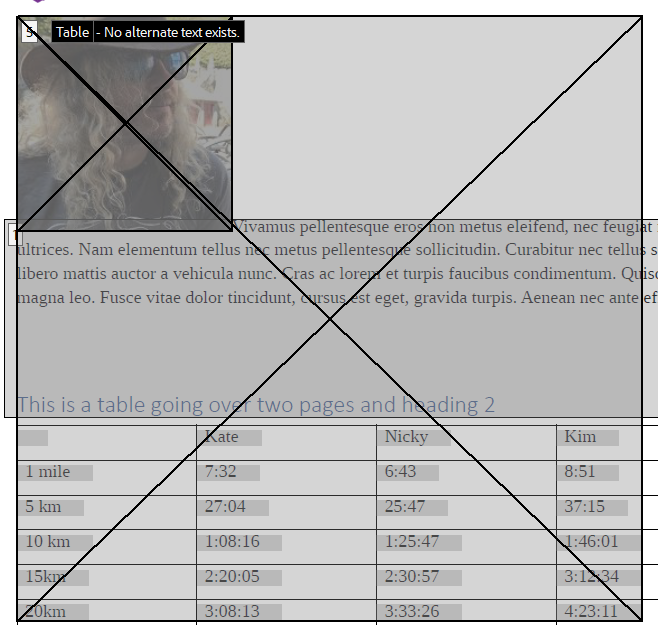 5 Table - No alternate text exists.
Vivamus pellentesque eros non metus eleifend, nec feugiat
ultrices. Nam elementum tellus nec metus pellentesque sollicitudin. Curabitur nec tellus s
libero mattis auctor a vehicula nunc. Cras ac lorem et turpis faucibus condimentum. Quisc
magna leo. Fusce vitae dolor tincidunt, cursus est eget, gravida turpis. Aenean nec ante ef
This is a table going over two pages and heading 2
Kate Nicky Kim
1 mile 7:32 6:43 8:51
5 km 27:04 25:47 37:15
10 km 1:08:16 1:25:47 1:46:01
15km 2:20:05 2:30:57 3:12:34
20km 3:08:13 3:33:26 4:23:11